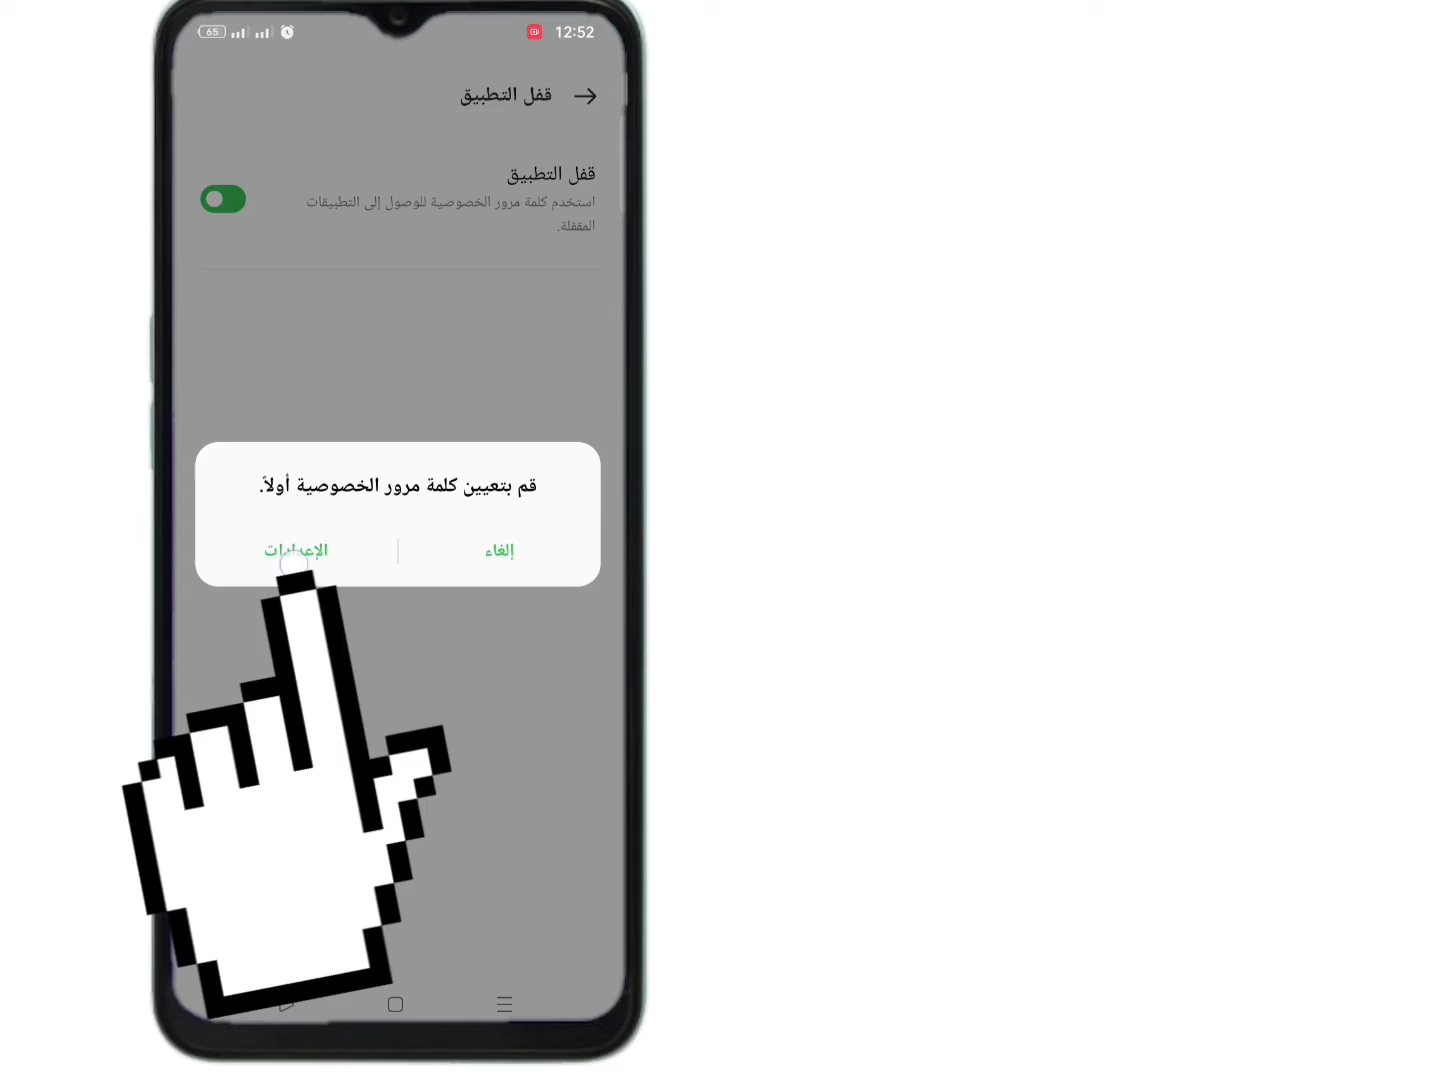 65
12:52
قفل التطبيق
قفل التطبيق
استخدم كلمة مرور الخصوصية للوصول إلى التطبيقات
المقفلة.
قم بتعيين كلمة مرور الخصوصية أولاً.
إلغاء
الإعدادات